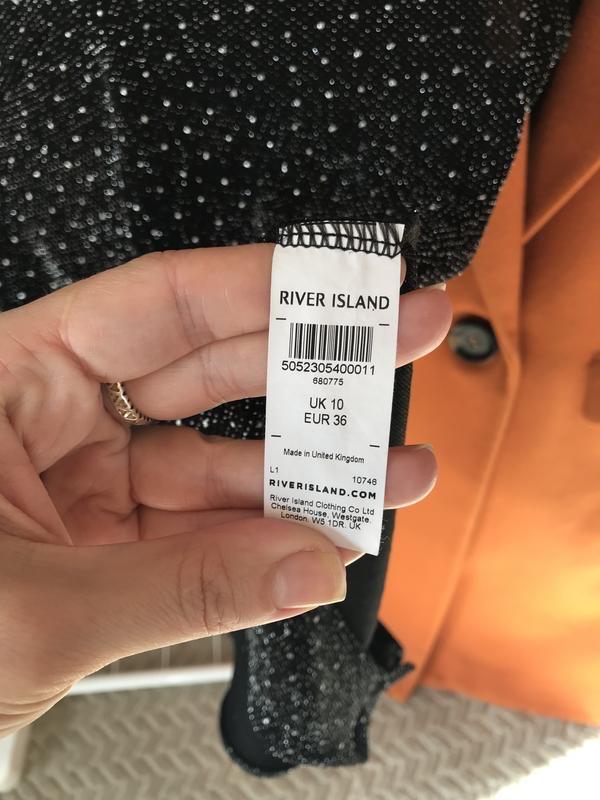 RIVER ISLAND
5052305400011
680775
UK 10
EUR 36
Made in United Kingdom
L1 10746
RIVERISLAND.COM
River Island Clothing Co Ltd
Chelsea House, Westgate.
London. W5 1DR. UK